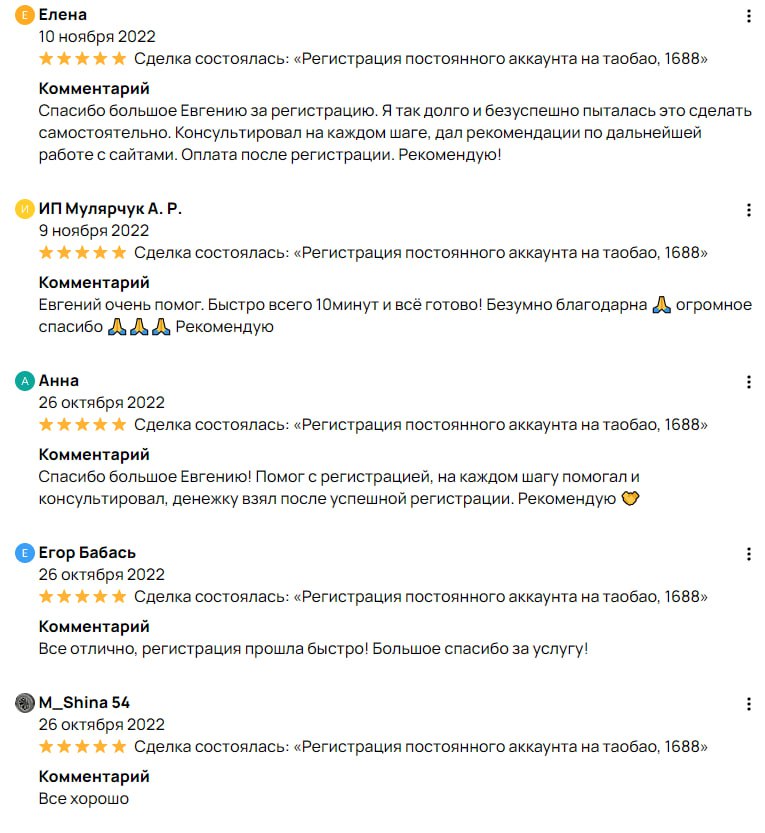 Е Елена
10 ноября 2022
Сделка состоялась: «Регистрация постоянного аккаунта на таобао, 1688»
Комментарий
Спасибо большое Евгению за регистрацию. Я так долго и безуспешно пыталась это сделать
самостоятельно. Консультировал на каждом шаге, дал рекомендации по дальнейшей
работе с сайтами. Оплата после регистрации. Рекомендую!
И ИП Мулярчук А. Р.
9 ноября 2022
Сделка состоялась: «Регистрация постоянного аккаунта на таобао, 1688»
Комментарий
Евгений очень помог. Быстро всего 10минут и всё готово! Безумно благодарна 🙏 огромное
спасибо 🙏🙏🙏 Рекомендую
А Анна
26 октября 2022
Сделка состоялась: «Регистрация постоянного аккаунта на таобао, 1688»
Комментарий
Спасибо большое Евгению! Помог с регистрацией, на каждом шагу помогал и
консультировал, денежку взял после успешной регистрации. Рекомендую 🤝
Е Егор Бабась
26 октября 2022
Сделка состоялась: «Регистрация постоянного аккаунта на таобао, 1688»
Комментарий
Все отлично, регистрация прошла быстро! Большое спасибо за услугу!
M_Shina 54
26 октября 2022
Сделка состоялась: «Регистрация постоянного аккаунта на таобао, 1688»
Комментарий
Все хорошо